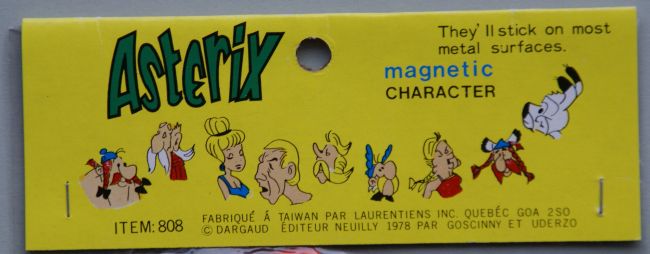 Asterix
They'll stick on most
metal surfaces.
magnetic
CHARACTER
ITEM: 808
FABRIQUÉ Á TAIWAN PAR LAURENTIENS INC. QUEBÉC GOA 2SO
© DARGAUD ÉDITEUR NEUILLY 1978 PAR GOSCINNY ET UDERZO